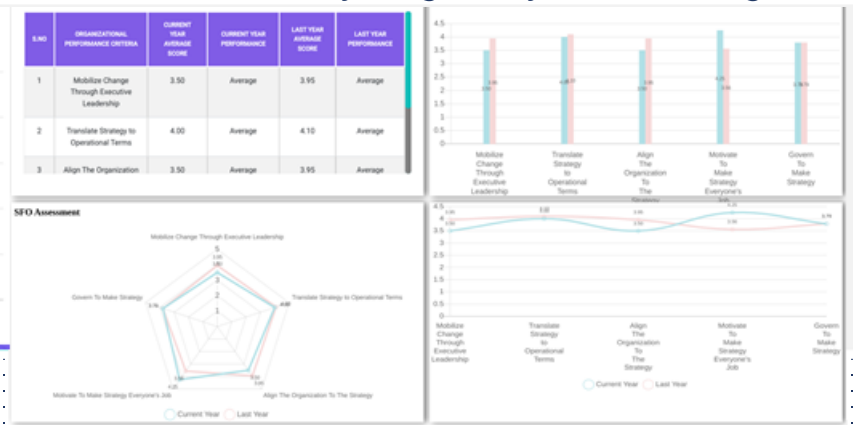 S.NO
ORGANIZATIONAL PERFORMANCE CRITERIA
CURRENT YEAR AVERAGE SCORE
CURRENT YEAR PERFORMANCE
LAST YEAR AVERAGE SCORE
LAST YEAR PERFORMANCE
1
Mobilize Change Through Executive Leadership
3.50
Average
3.95
Average
2
Translate Strategy to Operational Terms
4.00
Average
4.10
Average
3
Align The Organization
3.50
Average
3.95
Average
4.5
4
3.5
3
2.5
2
1.5
1
0.5
0
Mobilize
Change
Through
Executive
Leadership
Translate
Strategy
to
Operational
Terms
Align
The
Organization
To
The
Strategy
Motivate
To
Make
Strategy
Everyone's
Job
Govern
To
Make
Strategy
SFO Assessment
Mobilize Change Through Executive Leadership
5
3
2
1
Govern To Make Strategy
Translate Strategy to Operational Terms
Motivate To Make Strategy Everyone's Job
Align The Organization To The Strategy
Current Year
Last Year
4.5
4
3.5
3
2.5
2
1.5
1
0.5
0
Mobilize
Change
Through
Executive
Leadership
Translate
Strategy
to
Operational
Terms
Align
The
Organization
To
The
Strategy
Motivate
To
Make
Strategy
Everyone's
Job
Govern
To
Make
Strategy
Current Year
Last Year